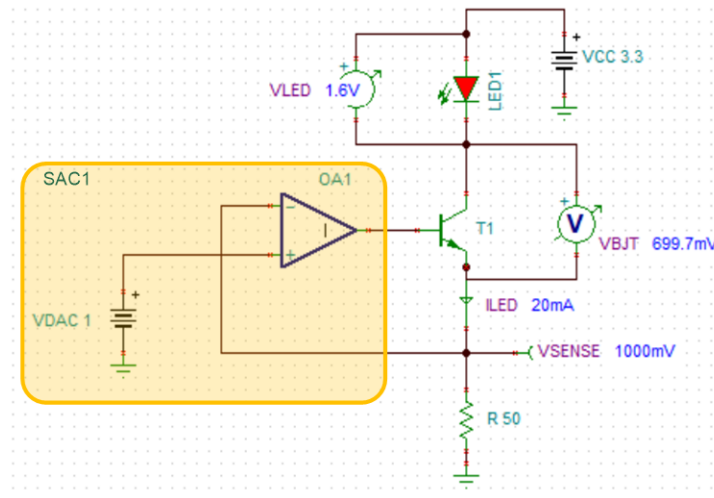 VCC 3.3
VLED 1.6V
LED1
SAC1
OA1
T1
V
VBJT 699.7mV
VDAC 1
I
ILED 20mA
VSENSE 1000mV
R 50